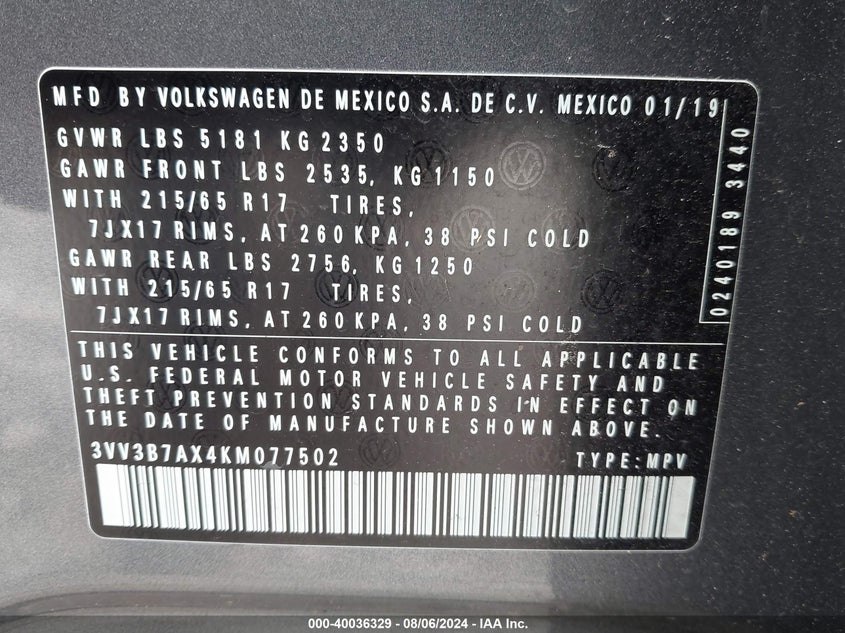 MFD BY VOLKSWAGEN DE MEXICO S.A. DE C.V. MEXICO 01/19
GVWR LBS 5181 KG 2350
GAWR FRONT LBS 2535, KG 1150
WITH 215/65 R17 TIRES,
7JX17 RIMS, AT 260 KPA, 38 PSI COLD
GAWR REAR LBS 2756, KG 1250
WITH 215/65 R17 TIRES,
7JX17 RIMS, AT 260 KPA, 38 PSI COLD
0240189 3440
THIS VEHICLE CONFORMS TO ALL APPLICABLE
U.S. FEDERAL MOTOR VEHICLE SAFETY AND
THEFT PREVENTION STANDARDS IN EFFECT ON
THE DATE OF MANUFACTURE SHOWN ABOVE.
3VV3B7AX4KM077502 TYPE: MPV
000-40036329 - 08/06/2024 - IAA Inc.